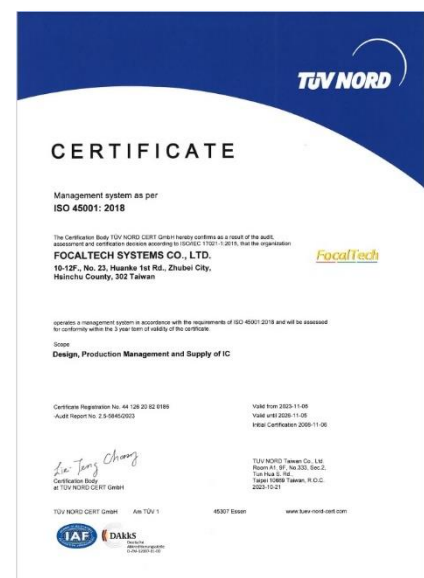 TÜV NORD
CERTIFICATE
Management system as per
ISO 45001: 2018
The Certification Body TÜV NORD CERT GmbH hereby confirms as a result of the audit,
assessment and certification decision according to ISO/IEC 17021-1:2015, that the organization
FOCALTECH SYSTEMS CO., LTD.
10-12F., No. 23, Huanke 1st Rd., Zhubei City,
Hsinchu County, 302 Taiwan
FocalTech
operates a management system in accordance with the requirements of ISO 45001:2018 and will be assessed
for conformity within the 3 year term of validity of the certificate.
Scope
Design, Production Management and Supply of IC
Certificate Registration No. 44 126 20 82 0186
Audit Report No. 2.5-5845/2023
Valid from 2023-11-06
Valid until 2026-11-05
Initial Certification 2008-11-06
Certification Body
at TÜV NORD CERT GmbH
TÜV NORD Taiwan Co., Ltd.
Room A1, 9F, No.333, Sec.2,
Tun Hua S. Rd.,
Taipei 10669 Taiwan, R.O.C.
2023-10-21
TÜV NORD CERT GmbH Am TÜV 1 45307 Essen www.tuev-nord-cert.com
IAF
DAkkS
Deutsche
Akkreditierungsstelle